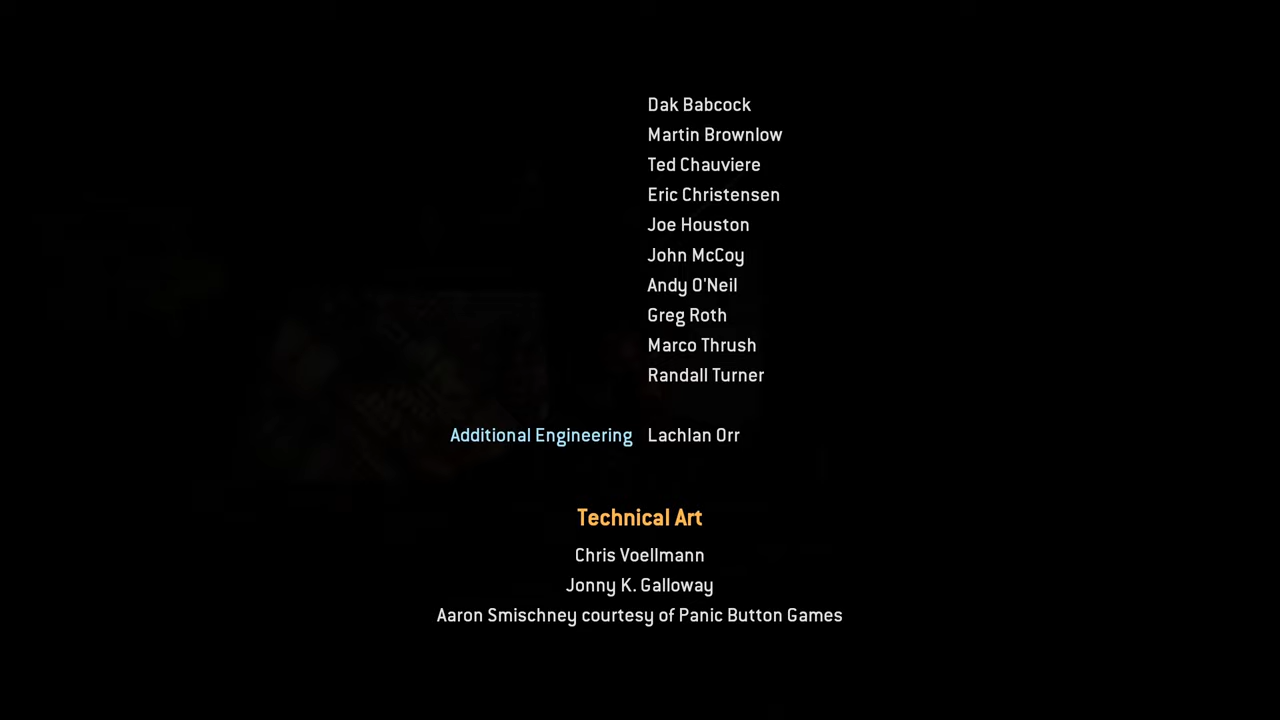 Dak Babcock
Martin Brownlow
Ted Chauviere
Eric Christensen
Joe Houston
John McCoy
Andy O'Neil
Greg Roth
Marco Thrush
Randall Turner
Additional Engineering Lachlan Orr
Technical Art
Chris Voellmann
Jonny K. Galloway
Aaron Smischney courtesy of Panic Button Games